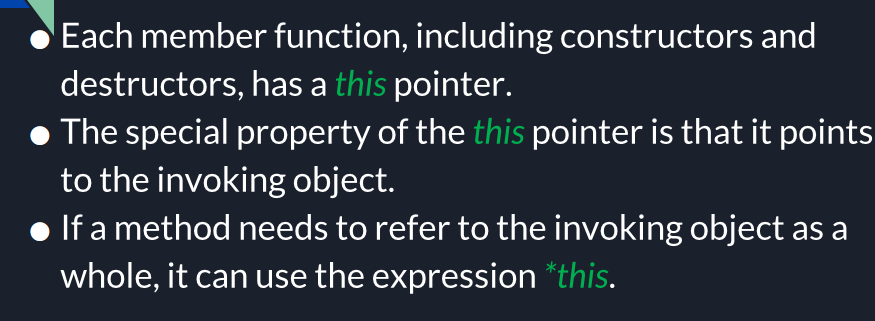 ● Each member function, including constructors and
destructors, has a this pointer.
● The special property of the this pointer is that it points
to the invoking object.
● If a method needs to refer to the invoking object as a
whole, it can use the expression *this.